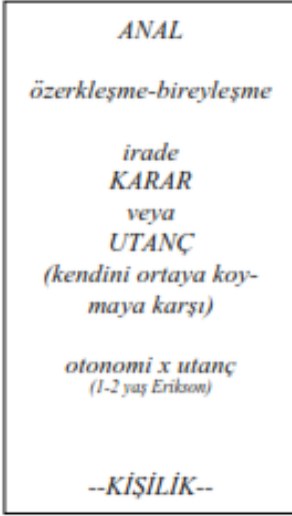 ANAL
özerkleşme-bireyleşme
irade
KARAR
veya
UTANÇ
(kendini ortaya koy-
maya karşı)
otonomi x utanç
(1-2 yaş Erikson)
--KİŞİLİK--